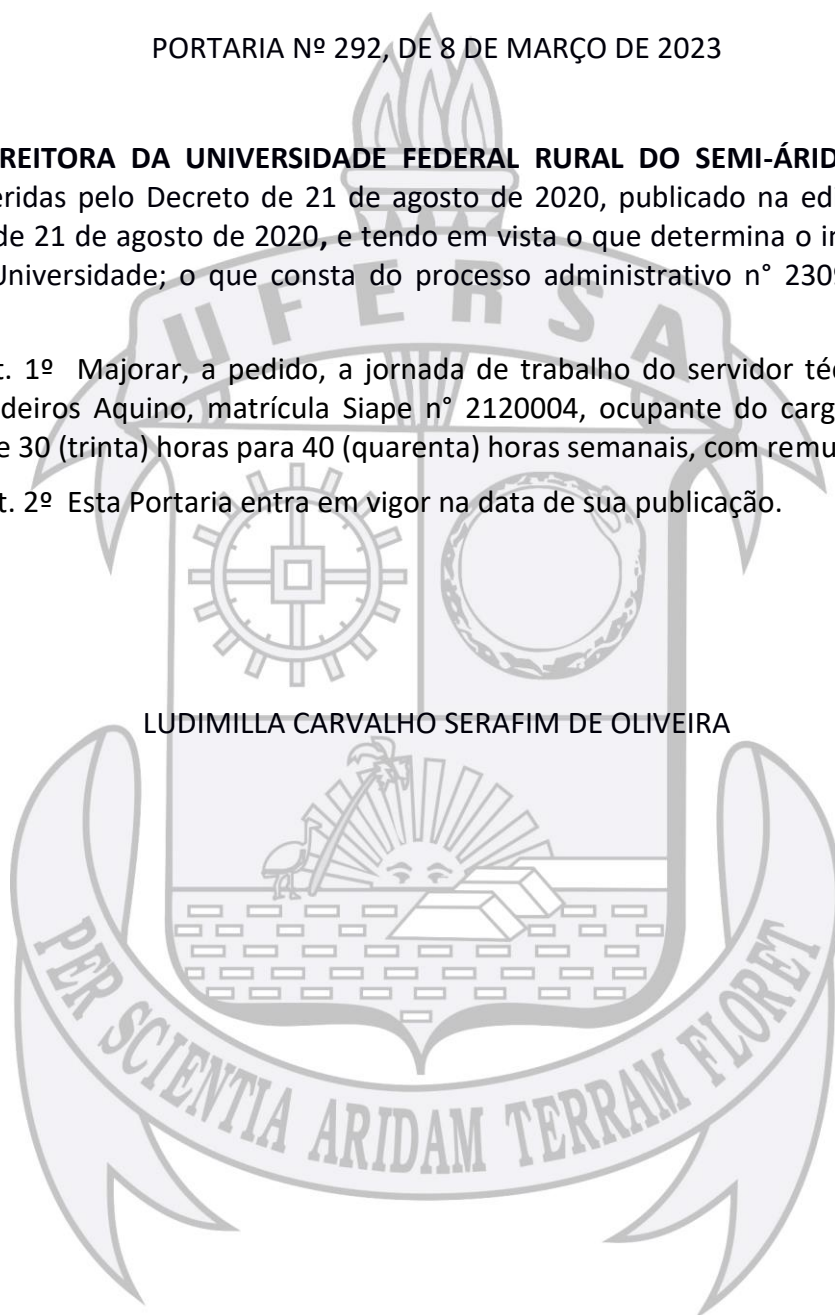 PORTARIA Nº 292, DE 8 DE MARÇO DE 2023
REITORA DA UNIVERSIDADE FEDERAL RURAL DO SEMI-ÁRID
eridas pelo Decreto de 21 de agosto de 2020, publicado na ed
de 21 de agosto de 2020, e tendo em vista o que determina o i
Universidade; o que consta do processo administrativo n° 230
t. 1º Majorar, a pedido, a jornada de trabalho do servidor té
deiros Aquino, matrícula Siape n° 2120004, ocupante do carg
e 30 (trinta) horas para 40 (quarenta) horas semanais, com remu
t. 2º Esta Portaria entra em vigor na data de sua publicação.
LUDIMILLA CARVALHO SERAFIM DE OLIVEIRA
UFERSA
PER SCIENTIA ARIDAM TERRAM FLORET